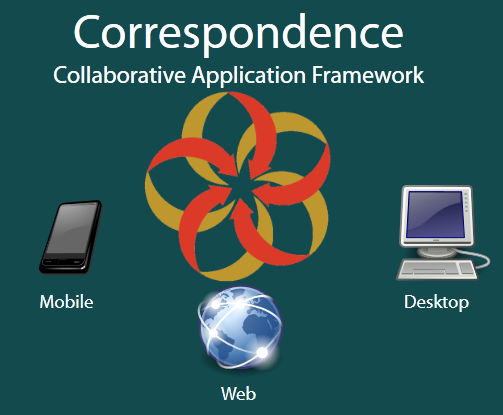 Correspondence
Collaborative Application Framework
Mobile
Desktop
Web